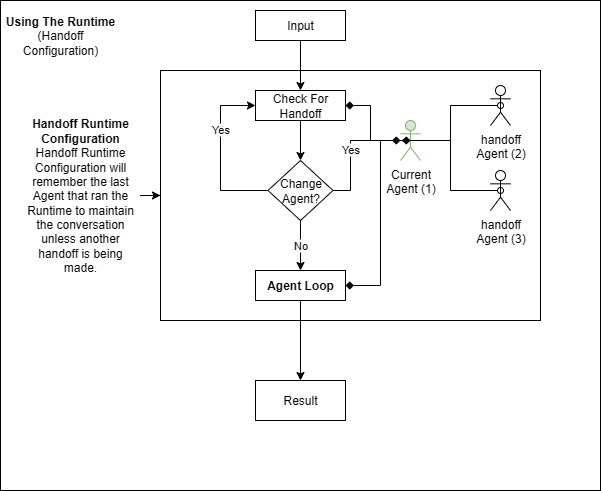 Using The Runtime
(Handoff
Configuration)
Input
Handoff Runtime
Configuration
Handoff Runtime
Configuration will
remember the last
Agent that ran the
Runtime to maintain
the conversation
unless another
handoff is being
made.
Check For
Handoff
Yes
Yes
Change
Agent?
Current
Agent (1)
handoff
Agent (2)
handoff
Agent (3)
No
Agent Loop
Result